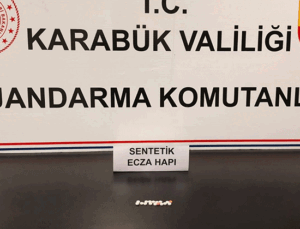 T.C.
KARABÜK VALİLİĞİ
JANDARMA KOMUTANL
SENTETİK
ECZA HAPI